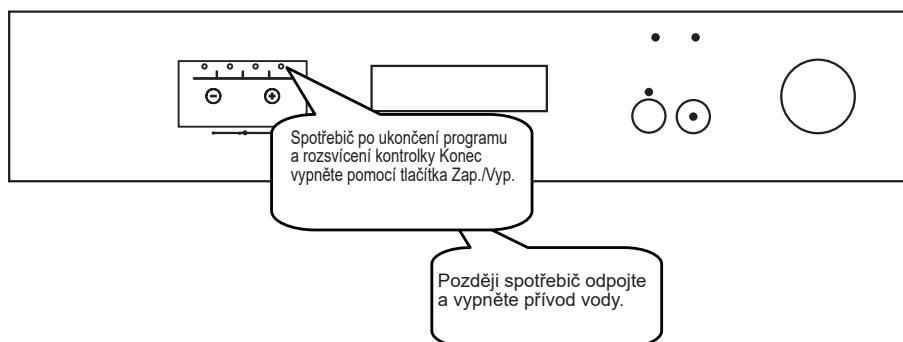 Spotřebič po ukončení programu
a rozsvícení kontrolky Konec
vypněte pomocí tlačítka Zap./Vyp.
Později spotřebič odpojte
a vypněte přívod vody.